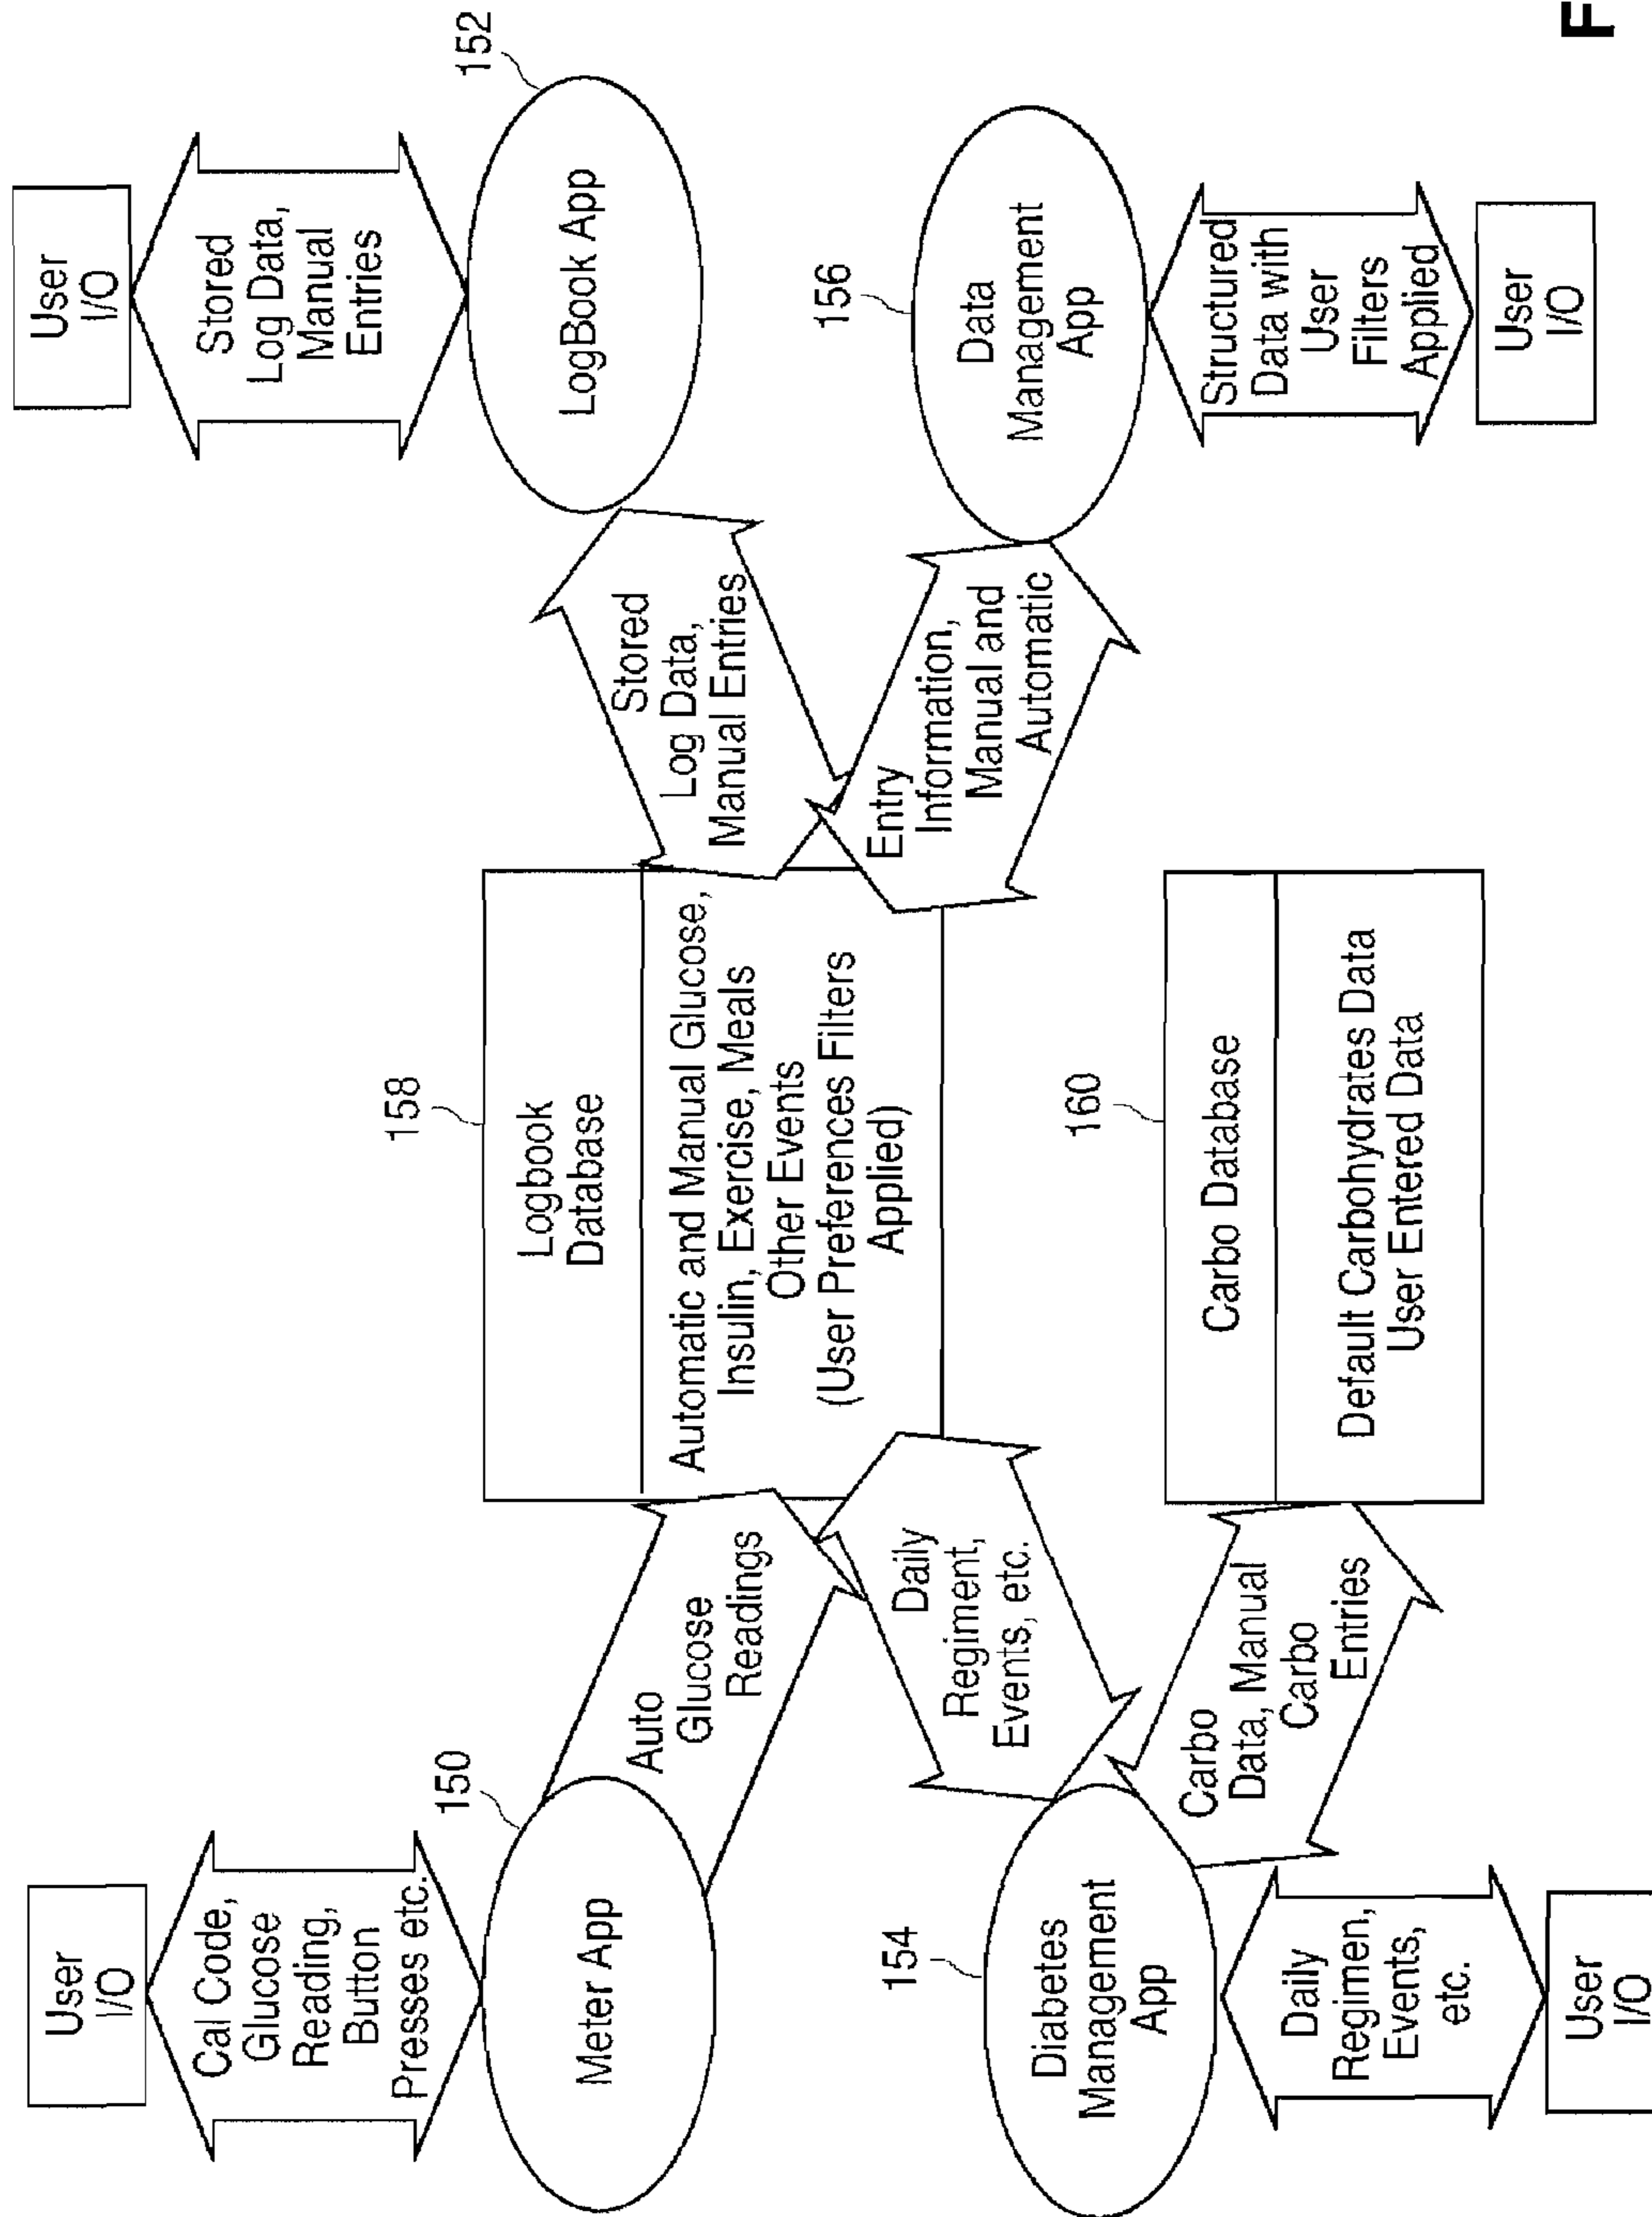 User
I/O
Cal Code,
Glucose
Reading,
Button
Presses etc.
150
Meter App
Auto
Glucose
Readings
158
Logbook
Database
Automatic and Manual Glucose,
Insulin, Exercise, Meals
Other Events
(User Preferences Filters
Applied)
Stored
Log Data,
Manual Entries
User
I/O
Stored
Log Data,
Manual
Entries
152
LogBook App
154
Diabetes
Management
App
Daily
Regiment,
Events, etc.
Daily
Regimen,
Events,
etc.
User
I/O
Carbo
Data, Manual
Carbo
Entries
160
Carbo Database
Default Carbohydrates Data
User Entered Data
Entry
Information,
Manual and
Automatic
156
Data
Management
App
Structured
Data with
User
Filters
Applied
User
I/O
F